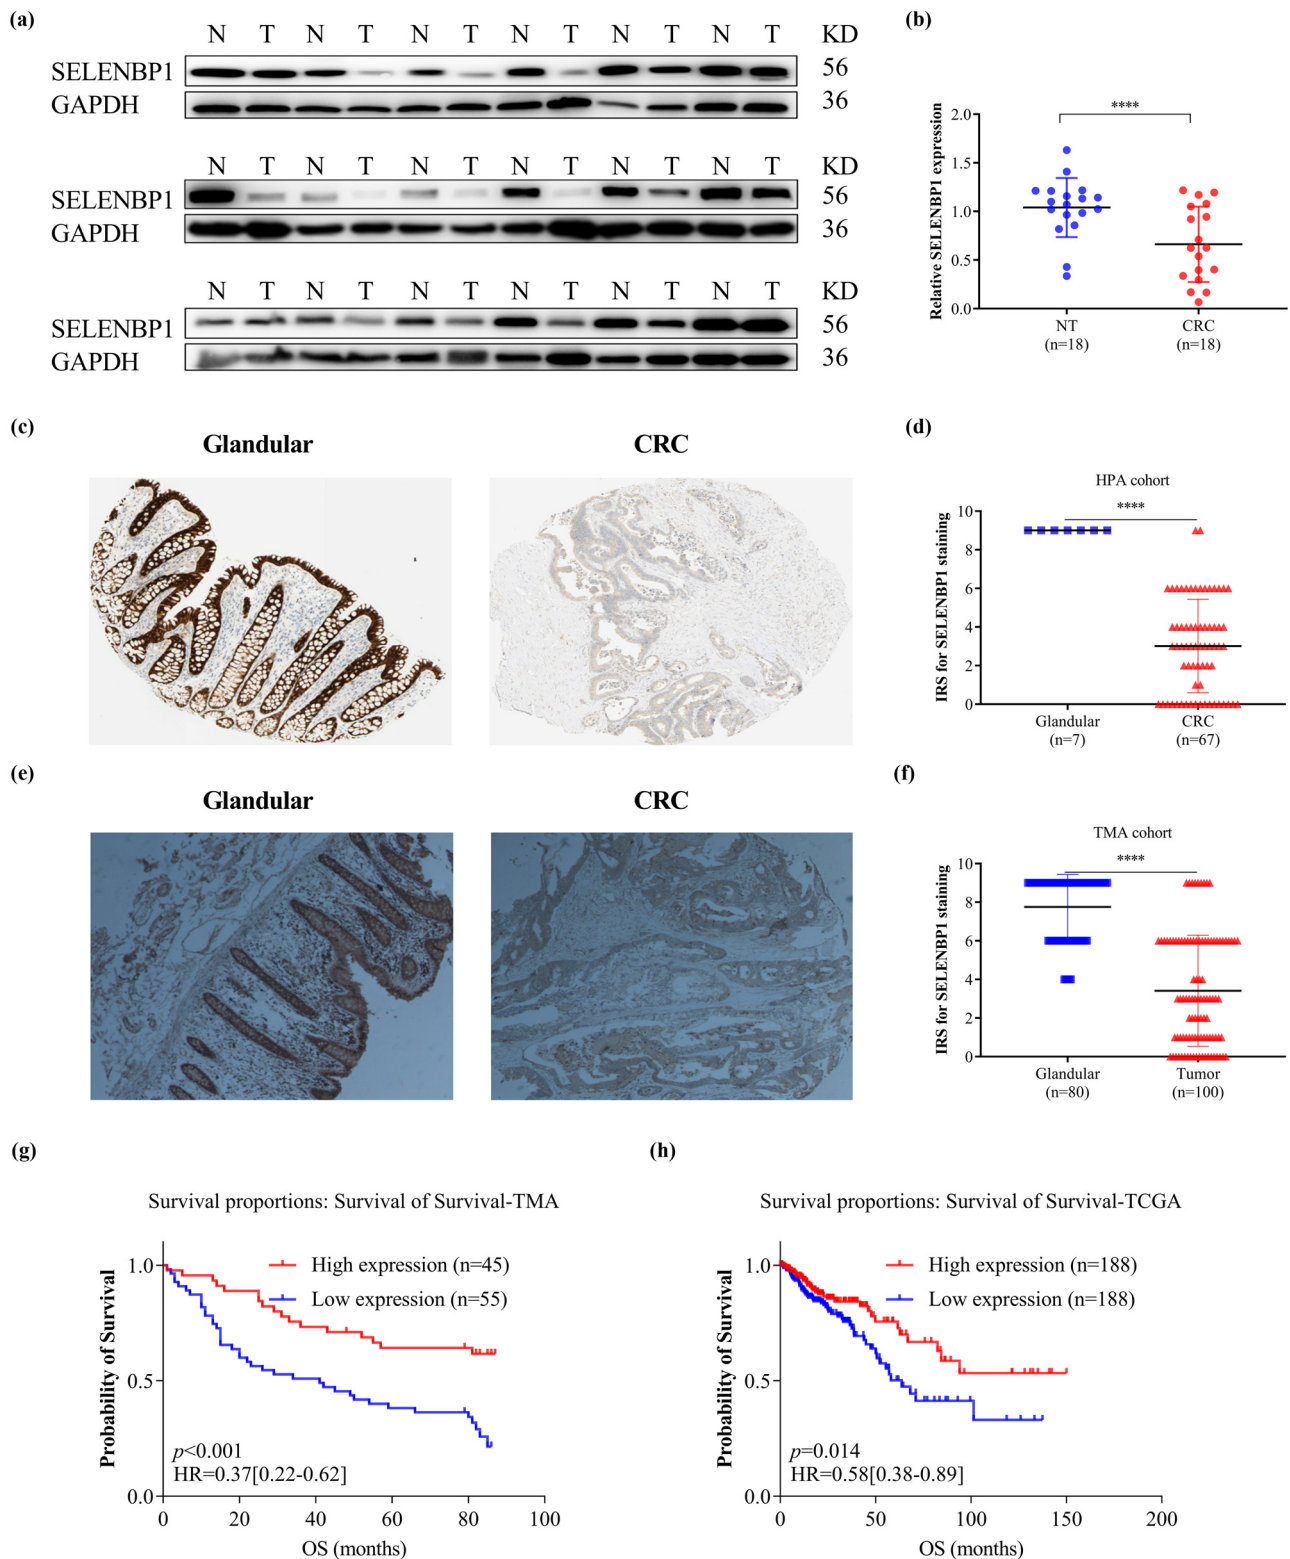 (a)
N T N T N T N T N T N T KD
SELENBP1 56
GAPDH 36
N T N T N T N T N T N T KD
SELENBP1 56
GAPDH 36
N T N T N T N T N T N T KD
SELENBP1 56
GAPDH 36
(b)
****
Relative SELENBP1 expression
2.0
1.5
1.0
0.5
0.0
NT CRC
(n=18) (n=18)
(c)
Glandular CRC
(d)
HPA cohort
****
IRS for SELENBP1 staining
10
8
6
4
2
0
Glandular CRC
(n=7) (n=67)
(e)
Glandular CRC
(f)
TMA cohort
****
IRS for SELENBP1 staining
10
8
6
4
2
0
Glandular Tumor
(n=80) (n=100)
(g)
Survival proportions: Survival of Survival-TMA
Probability of Survival
1.0
0.5
0.0
High expression (n=45)
Low expression (n=55)
p<0.001
HR=0.37[0.22-0.62]
0 20 40 60 80 100
OS (months)
(h)
Survival proportions: Survival of Survival-TCGA
Probability of Survival
1.0
0.5
0.0
High expression (n=188)
Low expression (n=188)
p=0.014
HR=0.58[0.38-0.89]
0 50 100 150 200
OS (months)